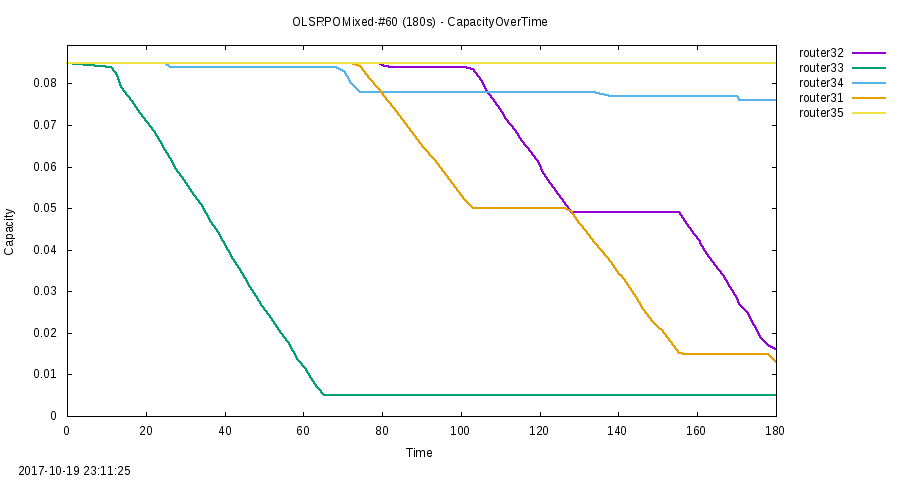 OLSRPOMixed-#60 (180s) - CapacityOverTime
router32
router33
router34
router31
router35
0.08
0.07
0.06
0.05
0.04
0.03
0.02
0.01
0
Capacity
0 20 40 60 80 100 120 140 160 180
Time
2017-10-19 23:11:25